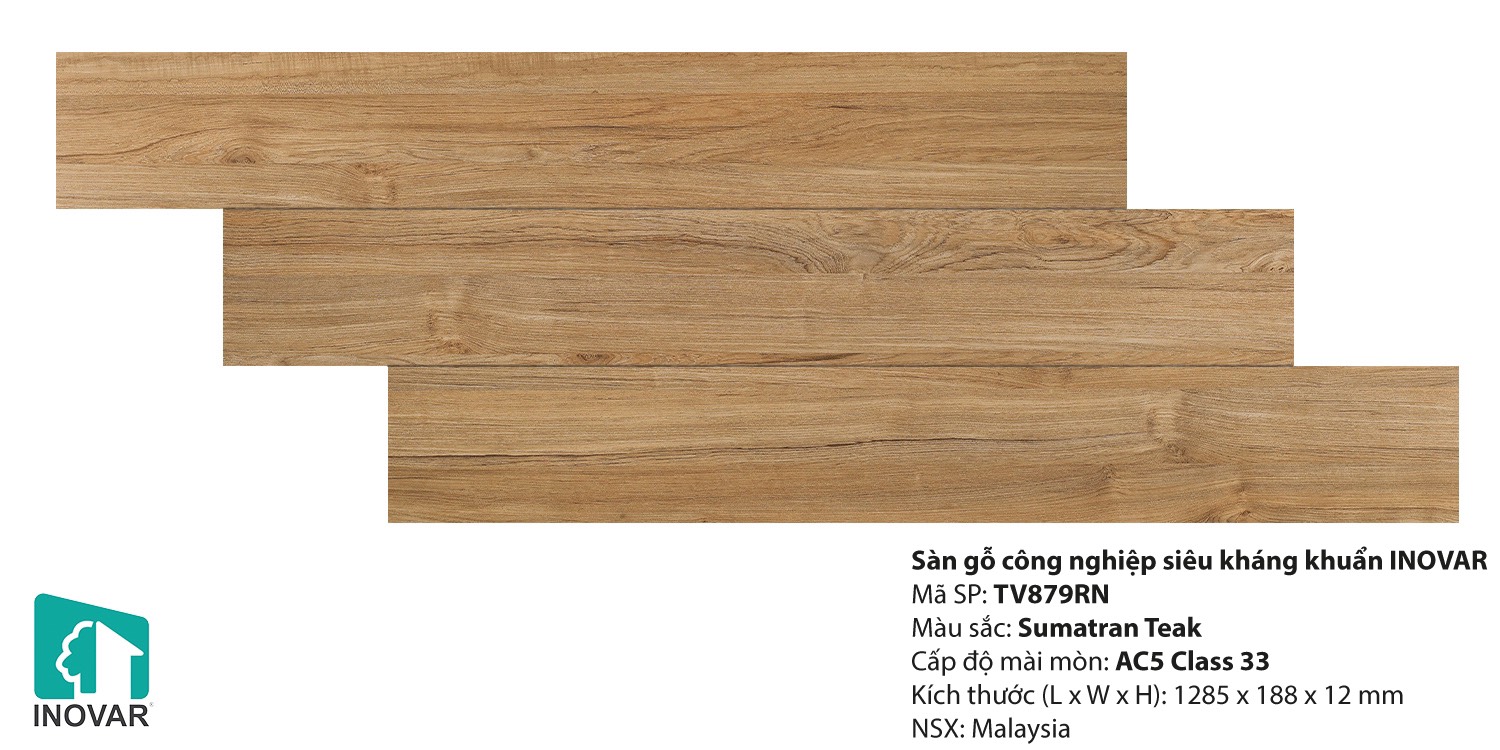 Sàn gỗ công nghiệp siêu kháng khuẩn INOVAR
Mã SP: TV879RN
Màu sắc: Sumatran Teak
Cấp độ mài mòn: AC5 Class 33
Kích thước (L x W x H): 1285 x 188 x 12 mm
NSX: Malaysia
INOVAR